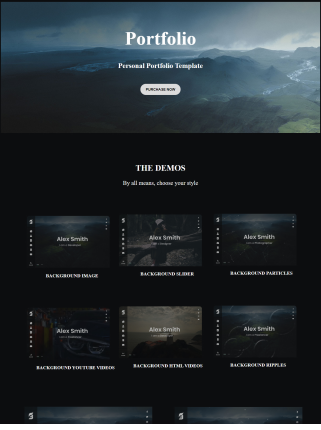 Portfolio
Personal Portfolio Template
PURCHASE NOW
THE DEMOS
By all means, choose your style
Alex Smith
Alex Smith
Alex Smith
BACKGROUND IMAGE
BACKGROUND SLIDER
BACKGROUND PARTICLES
Alex Smith
Alex Smith
Alex Smith
BACKGROUND YOUTUBE VIDEOS
BACKGROUND HTML VIDEOS
BACKGROUND RIPPLES